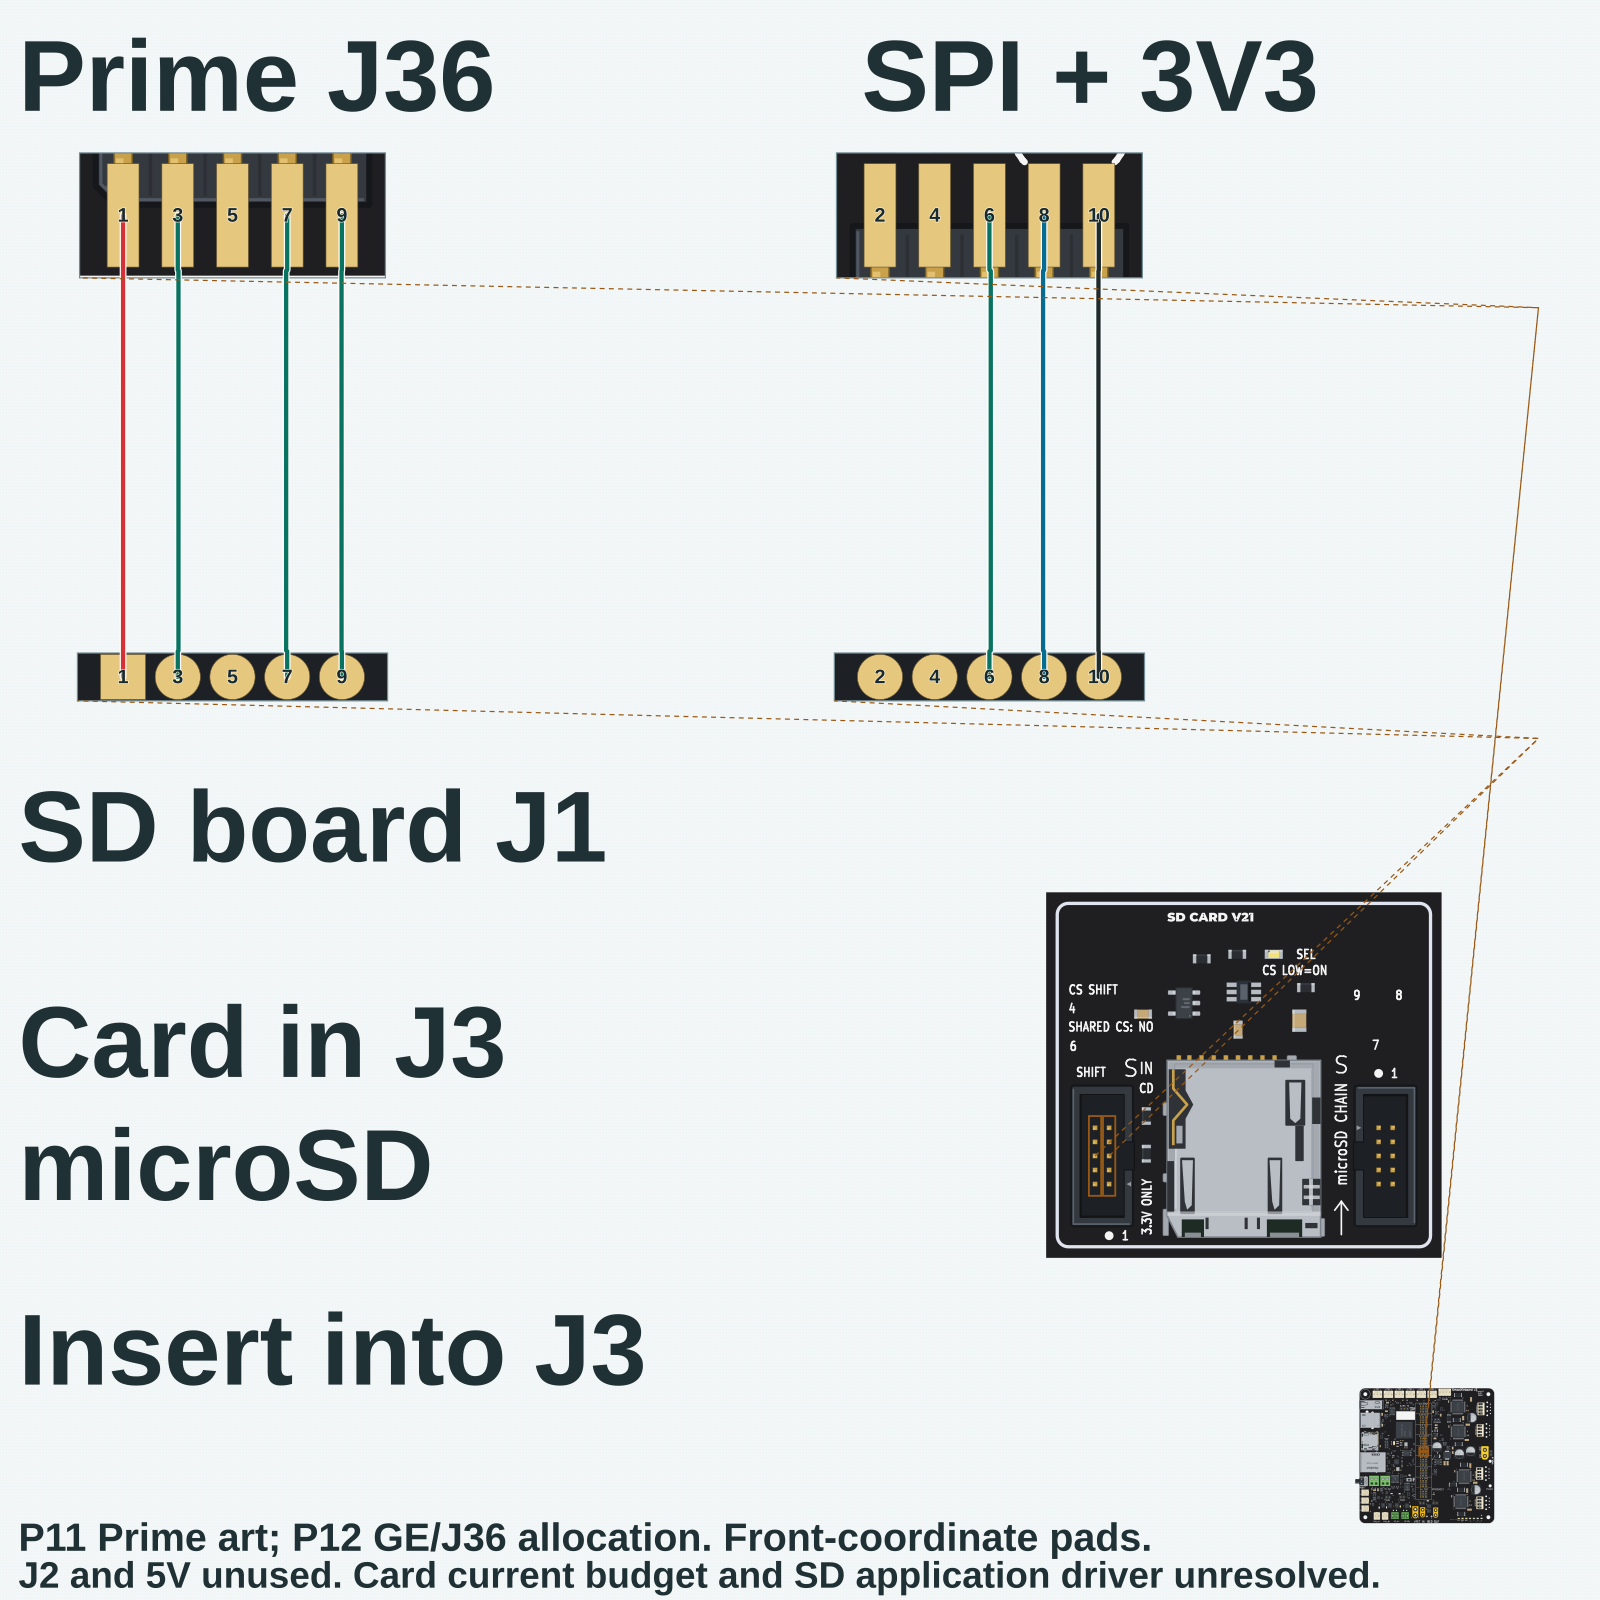 Prime J36
SPI + 3V3
1 3 5 7 9
2 4 6 8 10
1 3 5 7 9
2 4 6 8 10
SD board J1
SD CARD V21
SEL
CS LOW=ON
CS SHIFT
4
SHARED CS: NO
6
9 8
7
SHIFT
S IN
CD
S
1
microSD CHAIN
3.3V ONLY
1
Card in J3
microSD
Insert into J3
P11 Prime art; P12 GE/J36 allocation. Front-coordinate pads.
J2 and 5V unused. Card current budget and SD application driver unresolved.